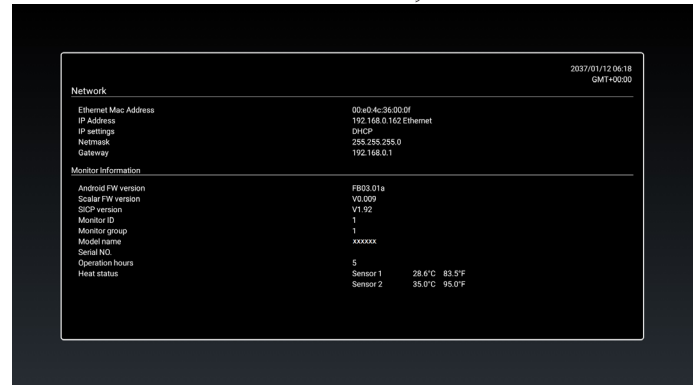 2037/01/12 06:18
GMT+00:00
Network
Ethernet Mac Address 00:e0:4c:36:00:0f
IP Address 192.168.0.162 Ethernet
IP settings DHCP
Netmask 255.255.255.0
Gateway 192.168.0.1
Monitor Information
Android FW version FB03.01a
Scalar FW version V0.009
SICP version V1.92
Monitor ID 1
Monitor group 1
Model name xxxxxx
Serial NO.
Operation hours 5
Heat status Sensor 1 28.6°C 83.5°F
Sensor 2 35.0°C 95.0°F